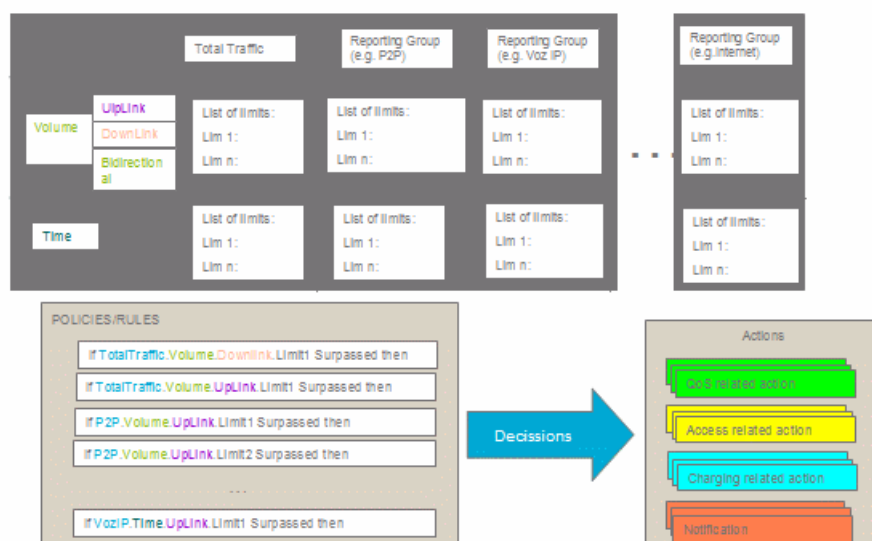 Total Traffic
Reporting Group
(e.g. P2P)
Reporting Group
(e.g. Voz IP)
Reporting Group
(e.g.Internet)
Volume
UlpLink
DownLink
Bidirection
al
List of limits:
Lim 1:
Lim n:
List of limits:
Lim 1:
Lim n:
List of limits:
Lim 1:
Lim n:
...
List of limits:
Lim 1:
Lim n:
Time
List of limits:
Lim 1:
Lim n:
List of limits:
Lim 1:
Lim n:
List of limits:
Lim 1:
Lim n:
List of limits:
Lim 1:
Lim n:
POLICIES/RULES
If TotalTraffic.Volume.Downlink.Limit1 Surpassed then
If TotalTraffic.Volume.UpLink.Limit1 Surpassed then
If P2P.Volume.UpLink.Limit1 Surpassed then
If P2P.Volume.UpLink.Limit2 Surpassed then
...
If VozIP.Time.UpLink.Limit1 Surpassed then
Decissions
Actions
QoS related action
Access related action
Charging related action
Notification